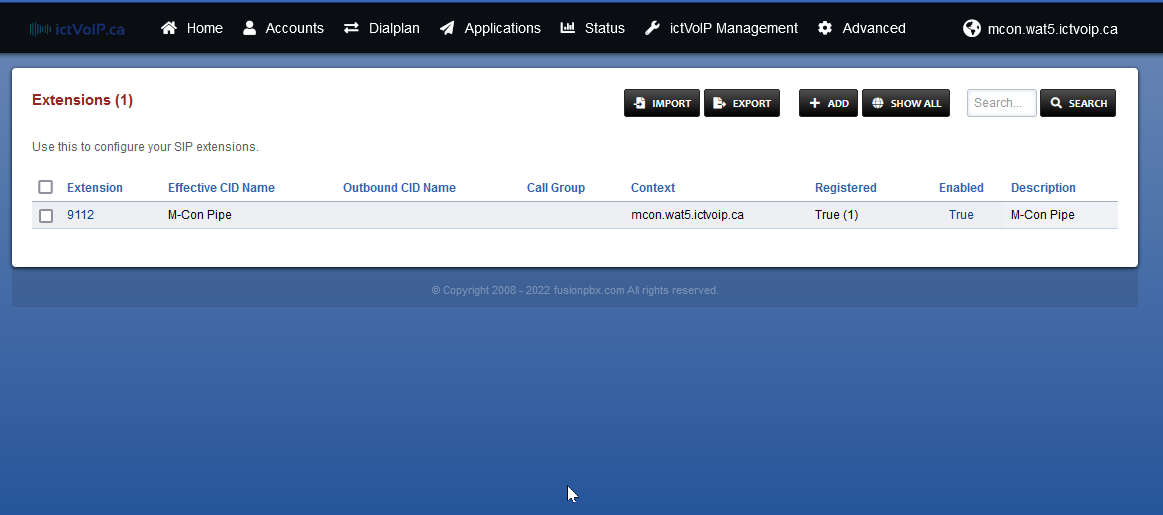 ictVoIP.ca Home Accounts Dialplan Applications Status ictVoIP Management Advanced mcon.wat5.ictvoip.ca
Extensions (1) IMPORT EXPORT ADD SHOW ALL Search... SEARCH
Use this to configure your SIP extensions.
Extension Effective CID Name Outbound CID Name Call Group Context Registered Enabled Description
9112 M-Con Pipe mcon.wat5.ictvoip.ca True (1) True M-Con Pipe
© Copyright 2008 - 2022 fusionpbx.com All rights reserved.